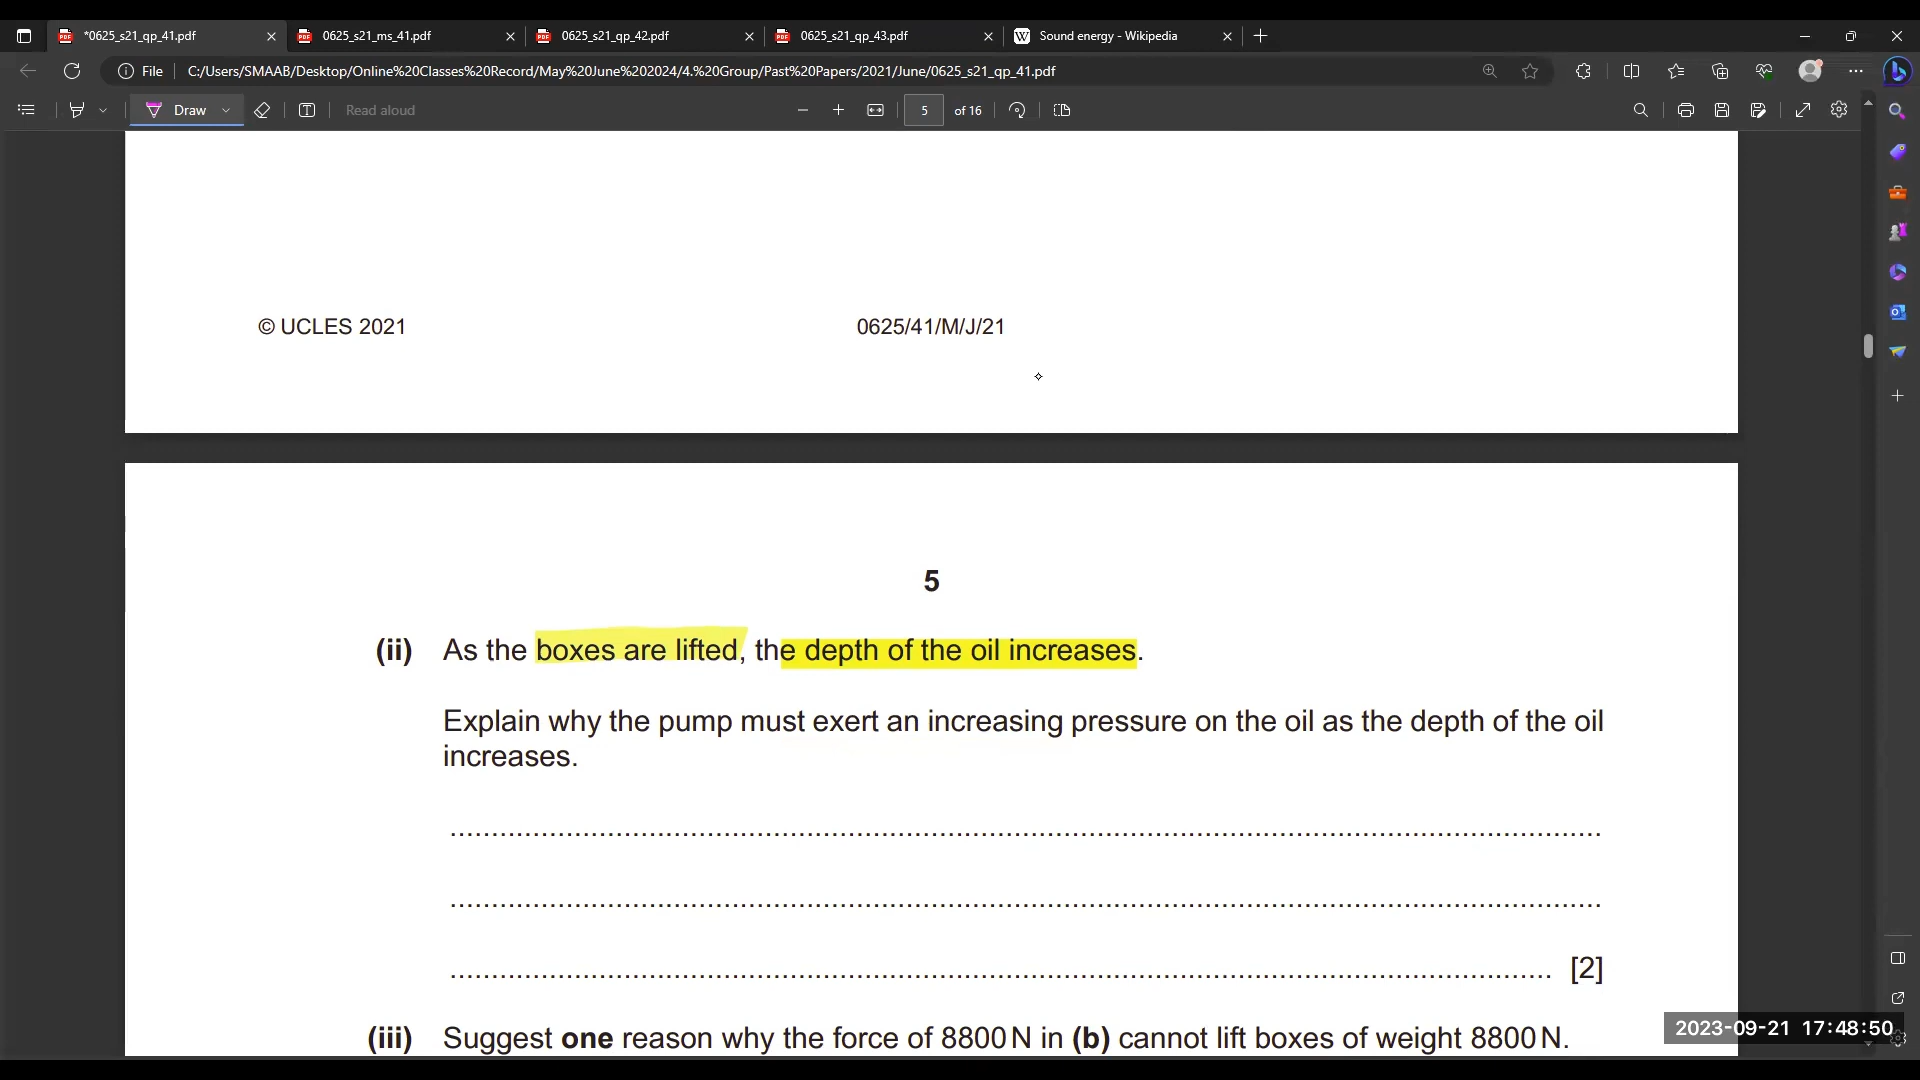 *0625_s21_qp_41.pdf
0625_s21_ms_41.pdf
0625_s21_qp_42.pdf
0625_s21_qp_43.pdf
W Sound energy - Wikipedia
File C:/Users/SMAAB/Desktop/Online%20Classes%20Record/May%20June%202024/4.%20Group/Past%20Papers/2021/June/0625_s21_qp_41.pdf
Draw Read aloud 5 of 16
© UCLES 2021 0625/41/M/J/21
5
(ii) As the boxes are lifted, the depth of the oil increases.
Explain why the pump must exert an increasing pressure on the oil as the depth of the oil
increases.
...................................................................................................................................
...................................................................................................................................
.............................................................................................................................. [2]
(iii) Suggest one reason why the force of 8800 N in (b) cannot lift boxes of weight 8800 N.
2023-09-21 17:48:50